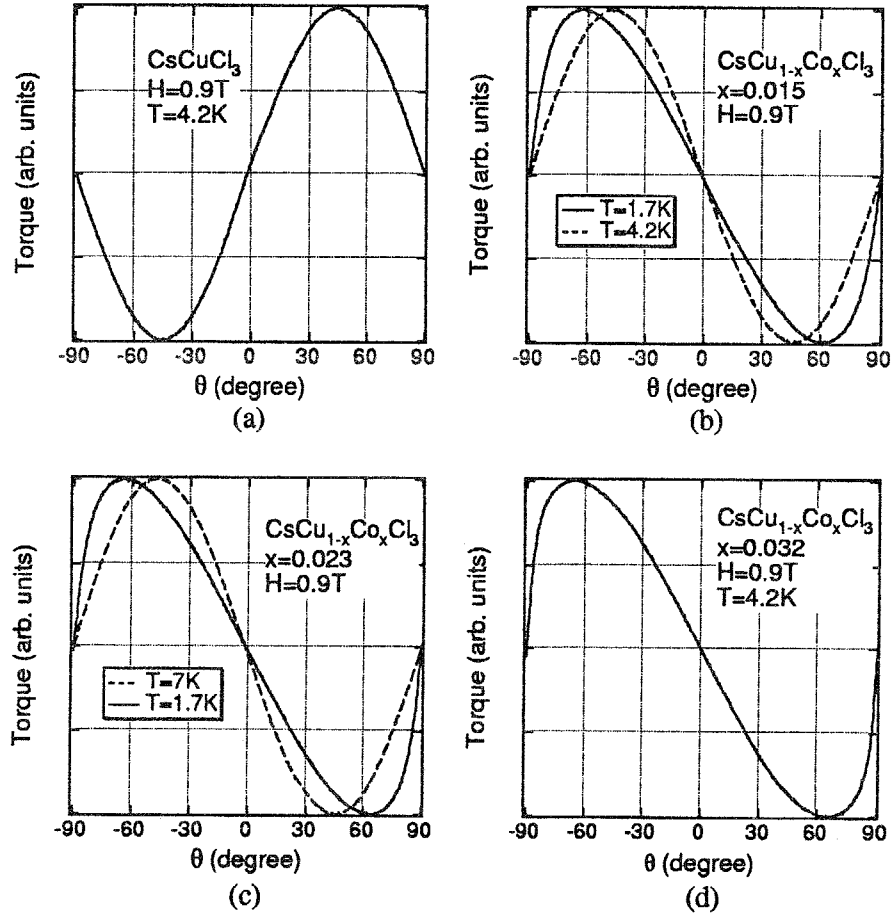 CsCuCl3
H=0.9T
T=4.2K
Torque (arb. units)
-90 -60 -30 0 30 60 90
θ (degree)
(a)
CsCu1-xCoxCl3
x=0.015
H=0.9T
T=1.7K
T=4.2K
Torque (arb. units)
-90 -60 -30 0 30 60 90
θ (degree)
(b)
CsCu1-xCoxCl3
x=0.023
H=0.9T
T=7K
T=1.7K
Torque (arb. units)
-90 -60 -30 0 30 60 90
θ (degree)
(c)
CsCu1-xCoxCl3
x=0.032
H=0.9T
T=4.2K
Torque (arb. units)
-90 -60 -30 0 30 60 90
θ (degree)
(d)